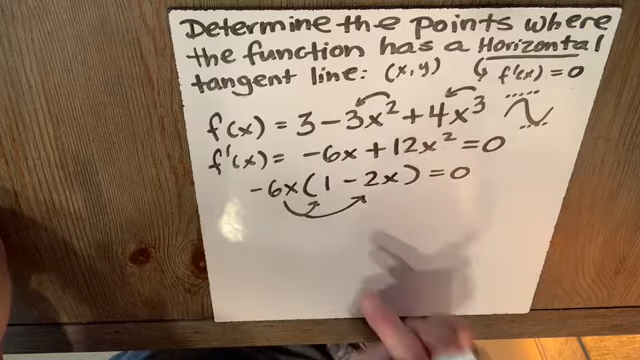 Determine the points where
the function has a Horizontal
tangent line: (x,y) ↳ f'(x) = 0
f(x) = 3 - 3x² + 4x³
f'(x) = -6x + 12x² = 0
-6x(1 - 2x) = 0